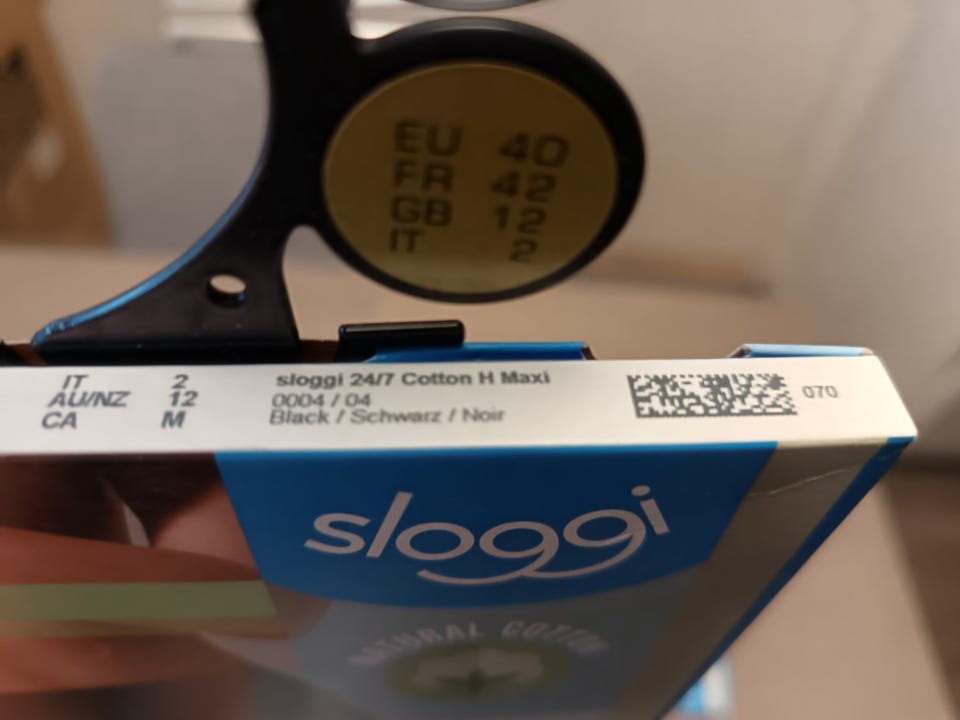 EU 40
FR 42
GB 12
IT 2
IT 2
AU/NZ 12
CA M
sloggi 24/7 Cotton H Maxi
0004 / 04
Black / Schwarz / Noir
070
sloggi
NATURAL COTTON